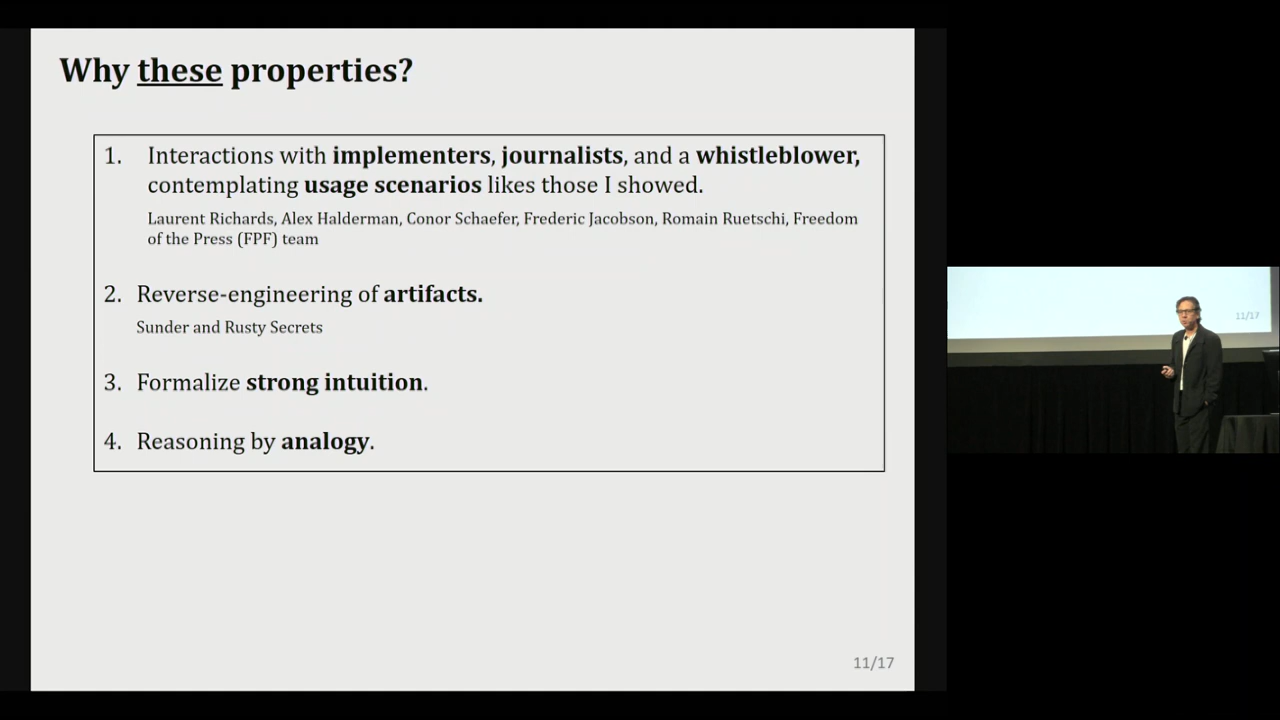 Why these properties?
1. Interactions with implementers, journalists, and a whistleblower,
contemplating usage scenarios likes those I showed.
Laurent Richards, Alex Halderman, Conor Schaefer, Frederic Jacobson, Romain Ruetschi, Freedom
of the Press (FPF) team
2. Reverse-engineering of artifacts.
Sunder and Rusty Secrets
3. Formalize strong intuition.
4. Reasoning by analogy.
11/17
11/17